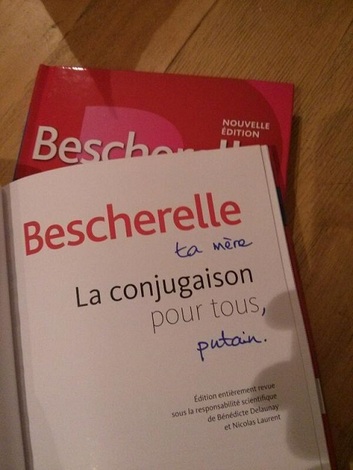 NOUVELLE
ÉDITION
Bescherelle
Bescherelle
ta mère
La conjugaison
pour tous,
putain.
Édition entièrement revue
sous la responsabilité scientifique
de Bénédicte Delaunay
et Nicolas Laurent